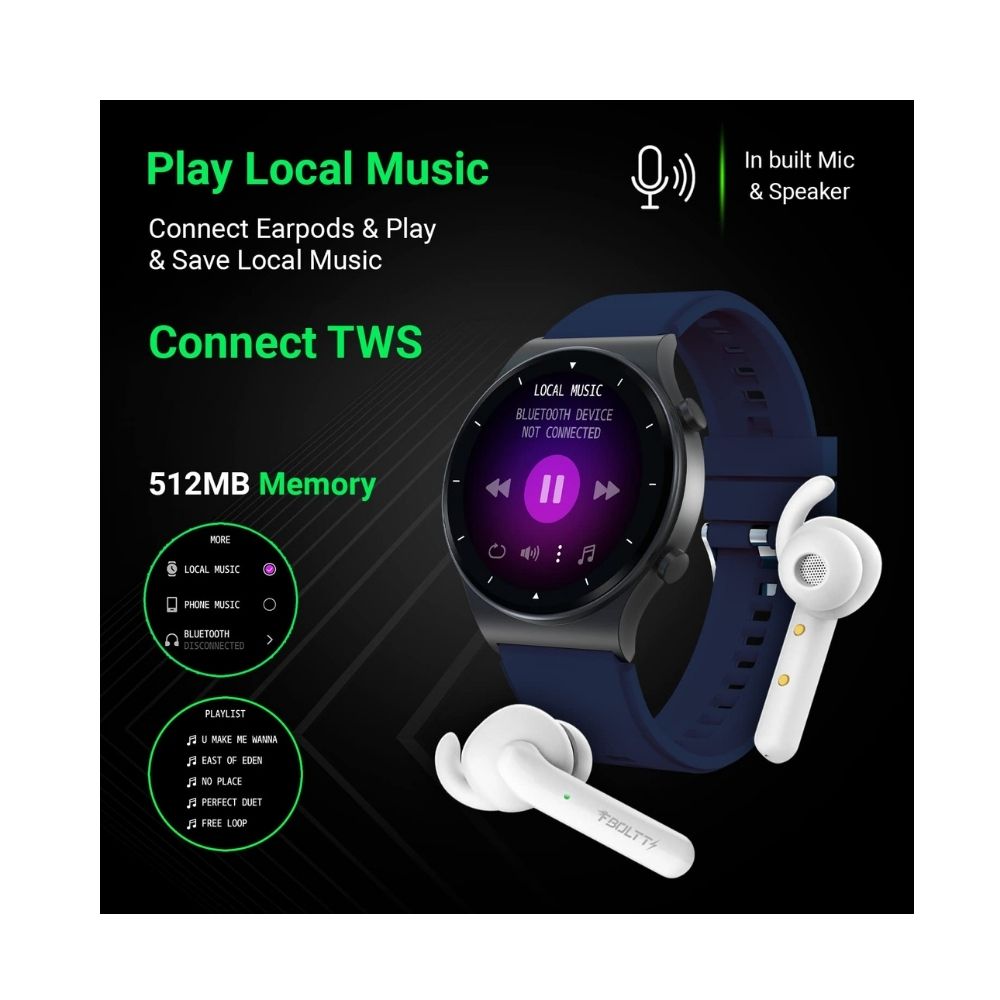 Play Local Music
Connect Earpods & Play
& Save Local Music
In built Mic
& Speaker
Connect TWS
512MB Memory
LOCAL MUSIC
BLUETOOTH DEVICE
NOT CONNECTED
MORE
LOCAL MUSIC
PHONE MUSIC
BLUETOOTH
DISCONNECTED
PLAYLIST
U MAKE ME WANNA
EAST OF EDEN
NO PLACE
PERFECT DUET
FREE LOOP
FBOLTT